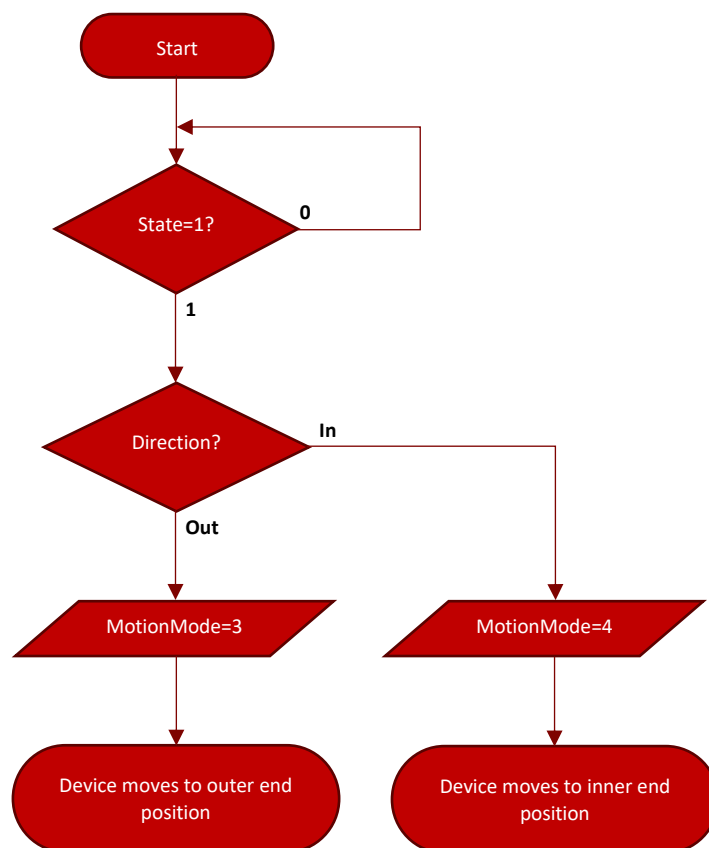 Start
State=1?
0
1
Direction?
In
Out
MotionMode=3
MotionMode=4
Device moves to outer end
position
Device moves to inner end
position